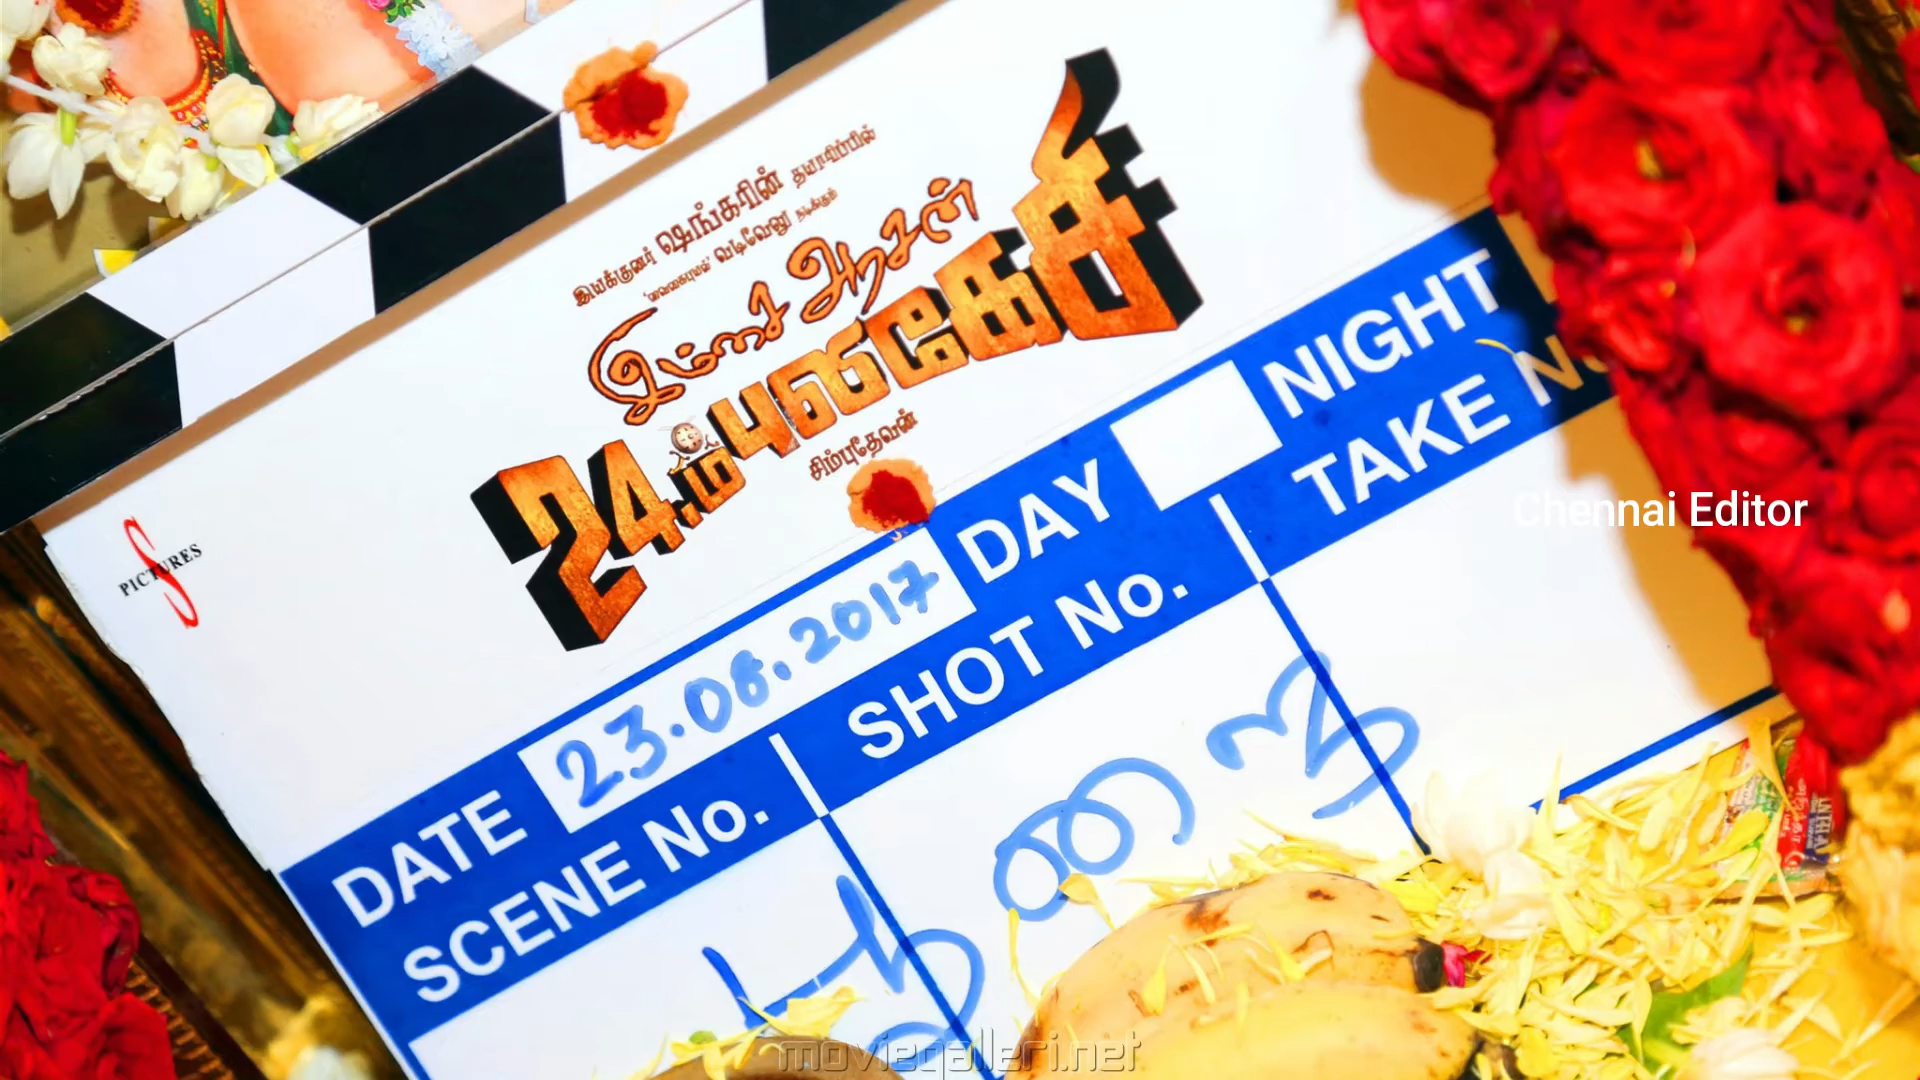 இயக்குனர் ஷங்கரின் தயாரிப்பில்
'வைகைபுயல்' வடிவேலு நடிக்கும்
இம்சை அரசன்
24ம் புலிகேசி
சிம்புதேவன்
S
PICTURES
DATE 23.08.2017 DAY NIGHT
SCENE No. SHOT No. TAKE No
பூஜை
Chennai Editor
moviegalleri.net